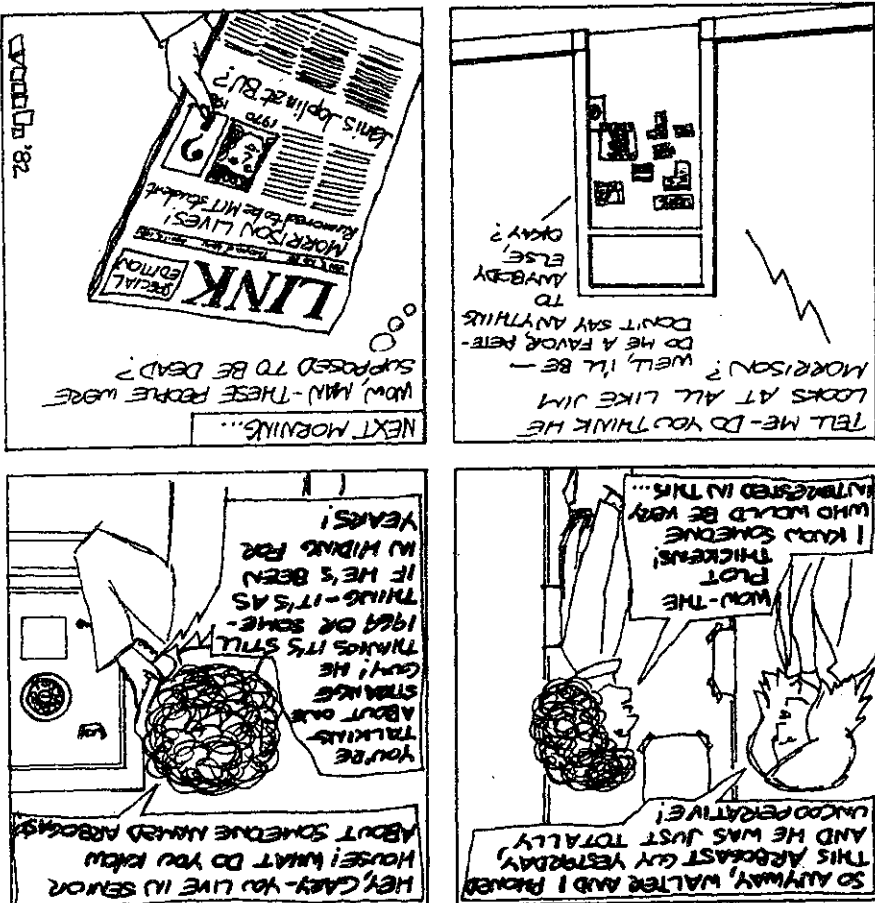 SO ANYWAY, WALTER AND I PHONED
THIS ARBOGAST GUY YESTERDAY,
AND HE WAS JUST TOTALLY
UNCOOPERATIVE!
WOW-THE
PLOT
THICKENS!
I KNOW SOMEONE
WHO WOULD BE VERY
INTERESTED IN THIS...
HEY, GARY-YOU LIVE IN SENIOR
HOUSE! WHAT DO YOU KNOW
ABOUT SOMEONE NAMED ARBOGAST
YOU'RE
TALKING
ABOUT ONE
STRANGE
GUY! HE
THINKS IT'S STILL
1969 OR SOME-
THING-IT'S AS
IF HE'S BEEN
IN HIDING FOR
YEARS!
TELL ME-DO YOU THINK HE
LOOKS AT ALL LIKE JIM
MORRISON?
WELL, I'LL BE —
DO ME A FAVOR, PETE-
DON'T SAY ANYTHING
TO
ANYBODY
ELSE,
OKAY?
NEXT MORNING...
WOW, MAN-THESE PEOPLE WERE
SUPPOSED TO BE DEAD?
LINK
SPECIAL
EDITION
MORRISON LIVES!
Rumored to be MIT student
1970
?
Janis Joplin at BU?
'82